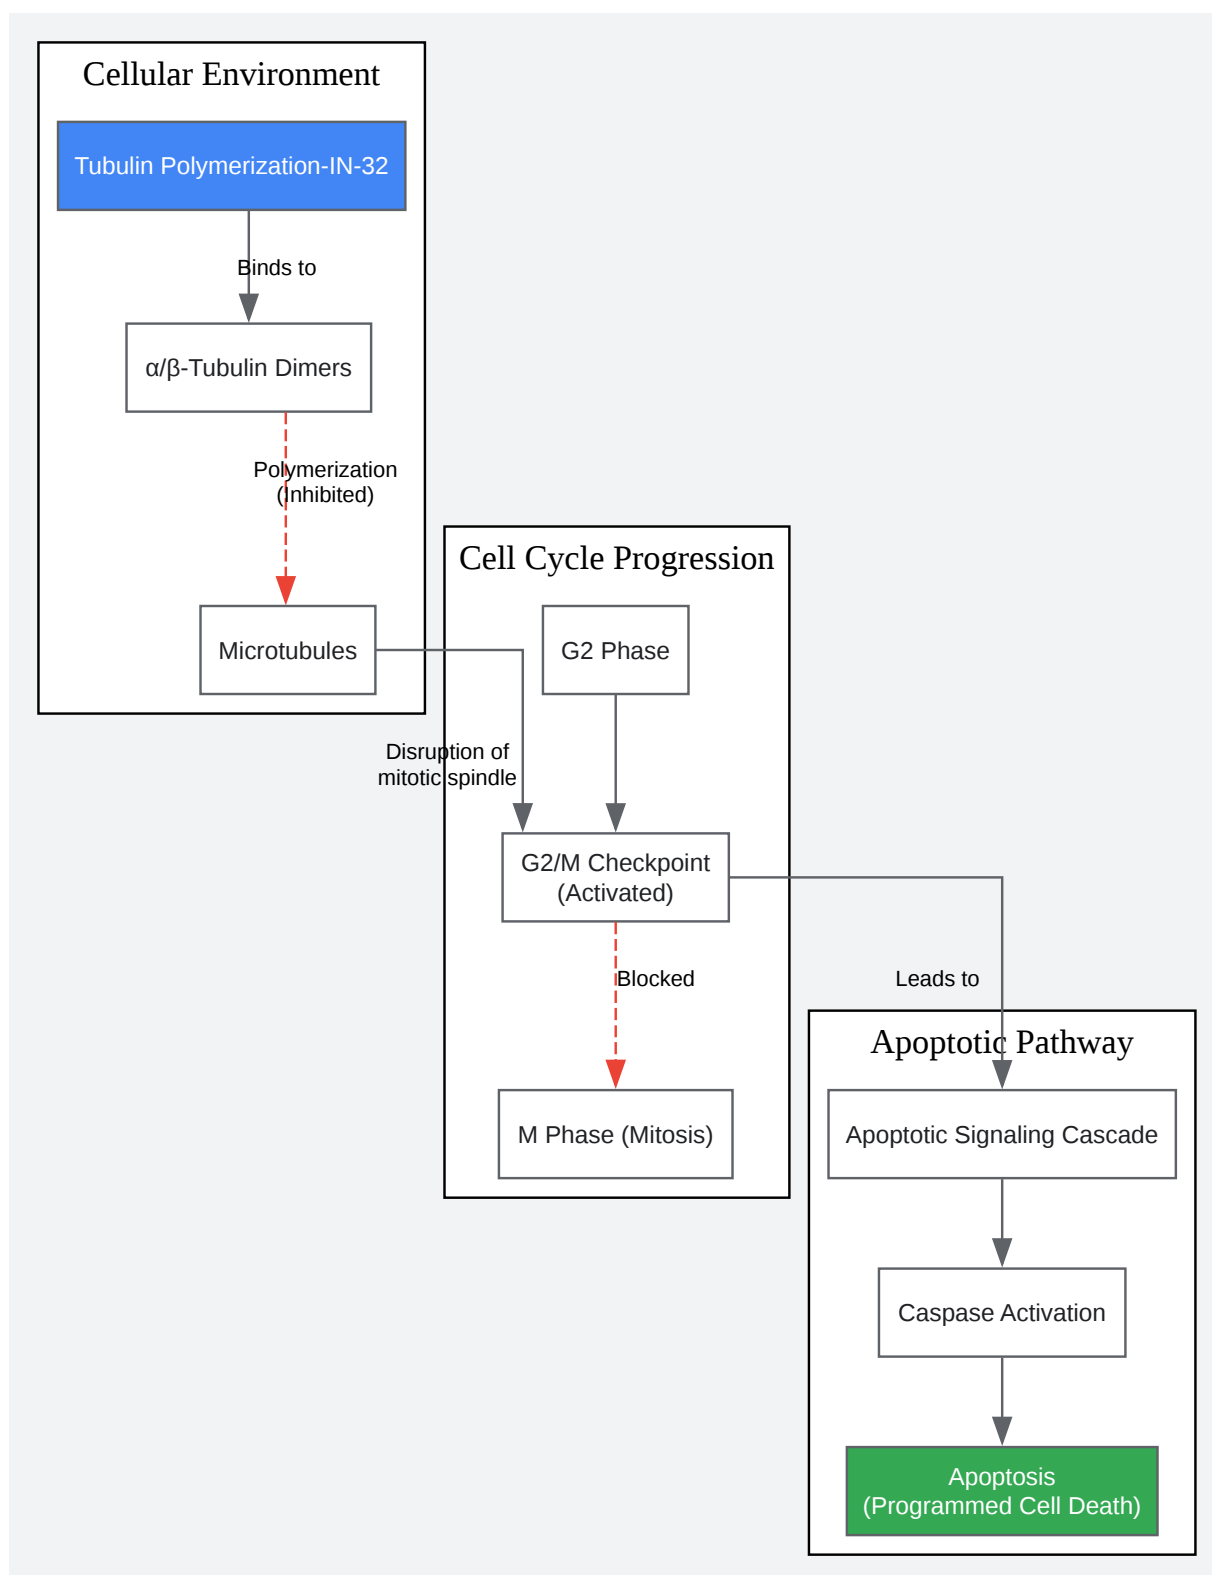 Cellular Environment
Tubulin Polymerization-IN-32
Binds to
α/β-Tubulin Dimers
Polymerization
(Inhibited)
Microtubules
Cell Cycle Progression
G2 Phase
Disruption of
mitotic spindle
G2/M Checkpoint
(Activated)
Blocked
M Phase (Mitosis)
Leads to
Apoptotic Pathway
Apoptotic Signaling Cascade
Caspase Activation
Apoptosis
(Programmed Cell Death)